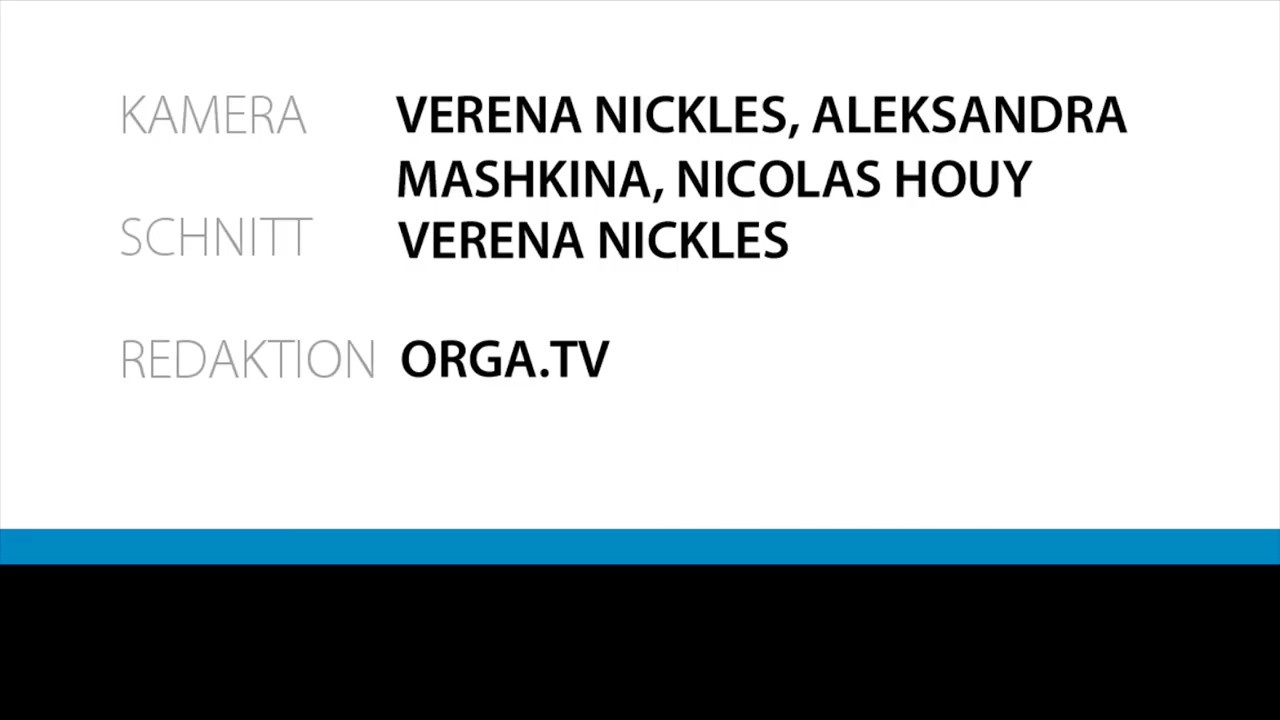 KAMERA VERENA NICKLES, ALEKSANDRA
MASHKINA, NICOLAS HOUY
SCHNITT VERENA NICKLES
REDAKTION ORGA.TV